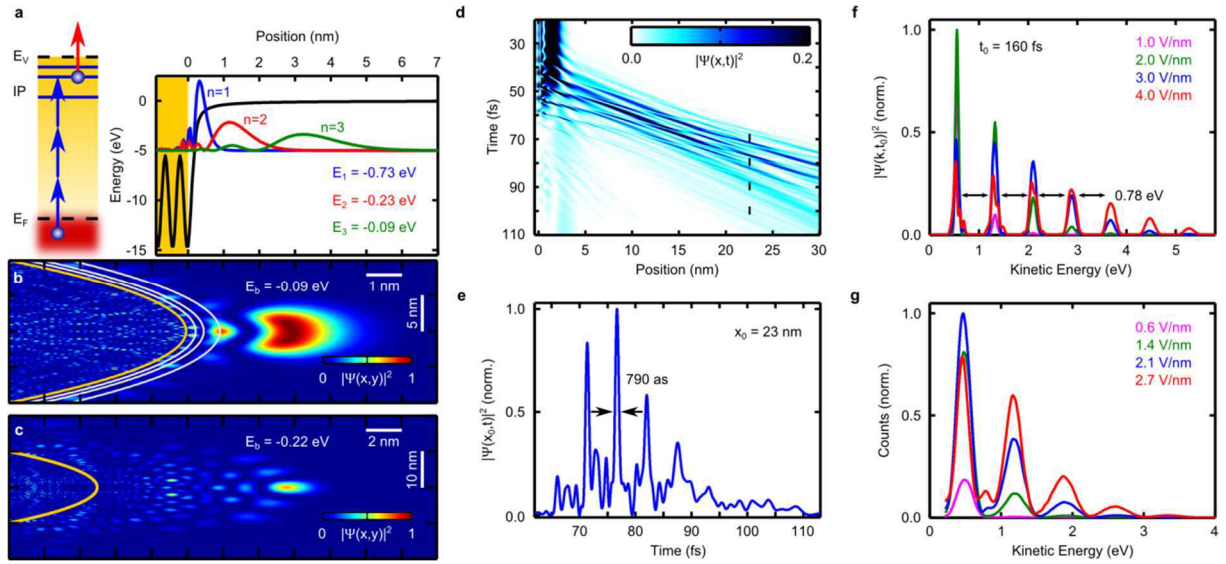 a
E_V
IP
E_F
Position (nm)
0 1 2 3 4 5 6 7
Energy (eV)
0
-5
-10
-15
n=1
n=2
n=3
E₁ = -0.73 eV
E₂ = -0.23 eV
E₃ = -0.09 eV
b
E_b = -0.09 eV
1 nm
5 nm
0 |Ψ(x,y)|² 1
c
E_b = -0.22 eV
2 nm
10 nm
0 |Ψ(x,y)|² 1
d
Time (fs)
30
50
70
90
110
0.0 |Ψ(x,t)|² 0.2
0 5 10 15 20 25 30
Position (nm)
e
|Ψ(x₀,t)|² (norm.)
1.0
0.5
0.0
x₀ = 23 nm
790 as
70 80 90 100 110
Time (fs)
f
|Ψ(k,t₀)|² (norm.)
1.0
0.5
0.0
t₀ = 160 fs
1.0 V/nm
2.0 V/nm
3.0 V/nm
4.0 V/nm
0.78 eV
0 1 2 3 4 5
Kinetic Energy (eV)
g
Counts (norm.)
1.0
0.5
0.0
0.6 V/nm
1.4 V/nm
2.1 V/nm
2.7 V/nm
0 1 2 3 4
Kinetic Energy (eV)